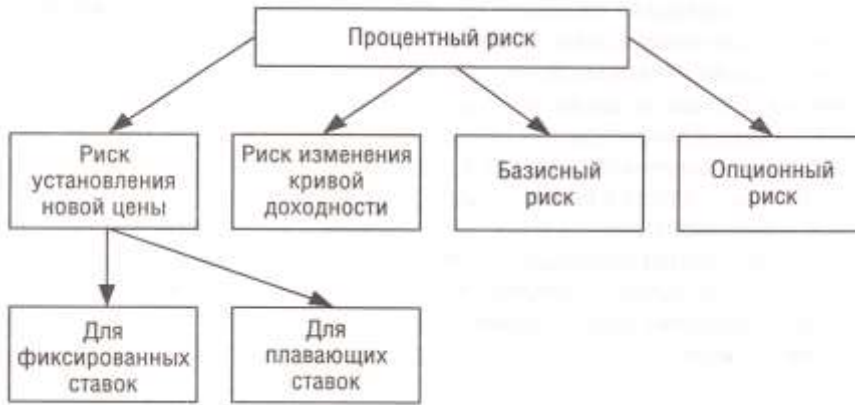 Процентный риск
Риск
установления
новой цены
Риск изменения
кривой
доходности
Базисный
риск
Опционный
риск
Для
фиксированных
ставок
Для
плавающих
ставок